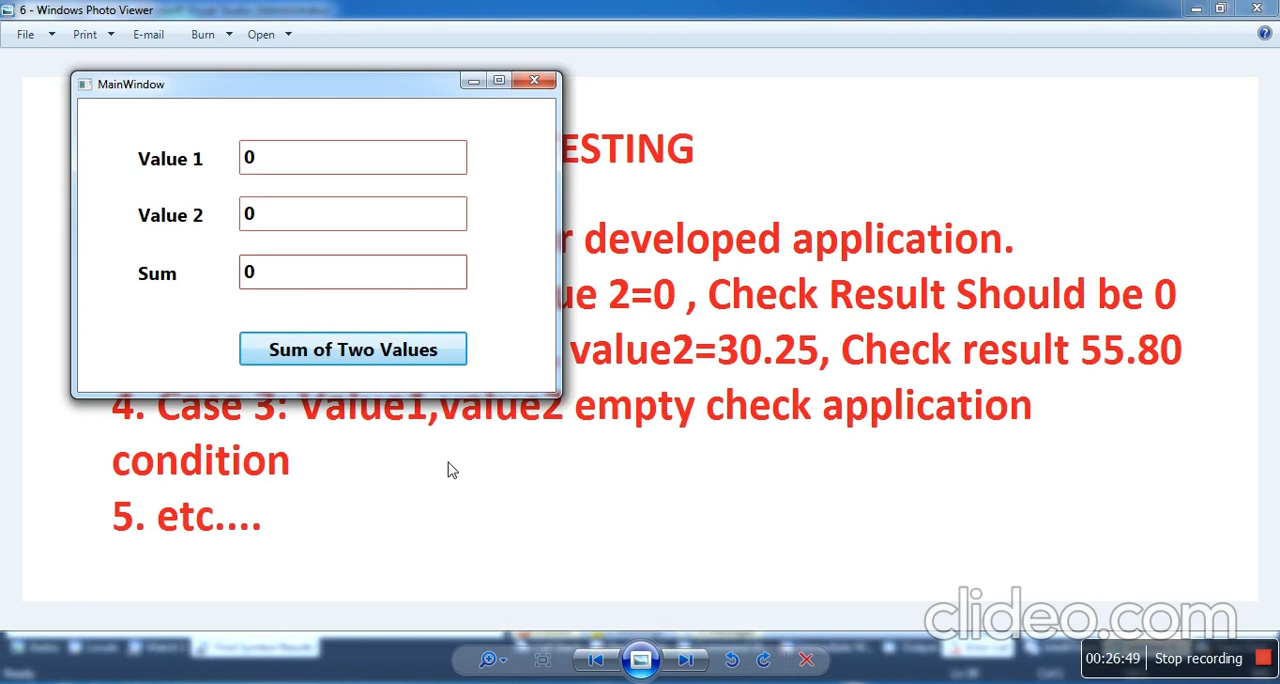 6 - Windows Photo Viewer
File Print E-mail Burn Open
MainWindow
Value 1 0
Value 2 0
Sum 0
Sum of Two Values
ESTING
r developed application.
ue 2=0 , Check Result Should be 0
value2=30.25, Check result 55.80
4. Case 3: Value1,value2 empty check application
condition
5. etc....
clideo.com
00:26:49 Stop recording